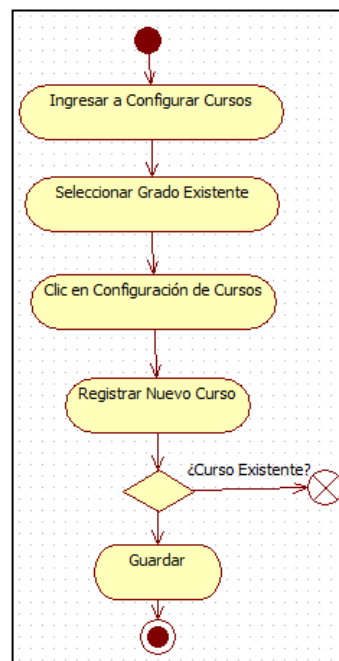 Ingresar a Configurar Cursos
Seleccionar Grado Existente
Clic en Configuración de Cursos
Registrar Nuevo Curso
¿Curso Existente?
Guardar